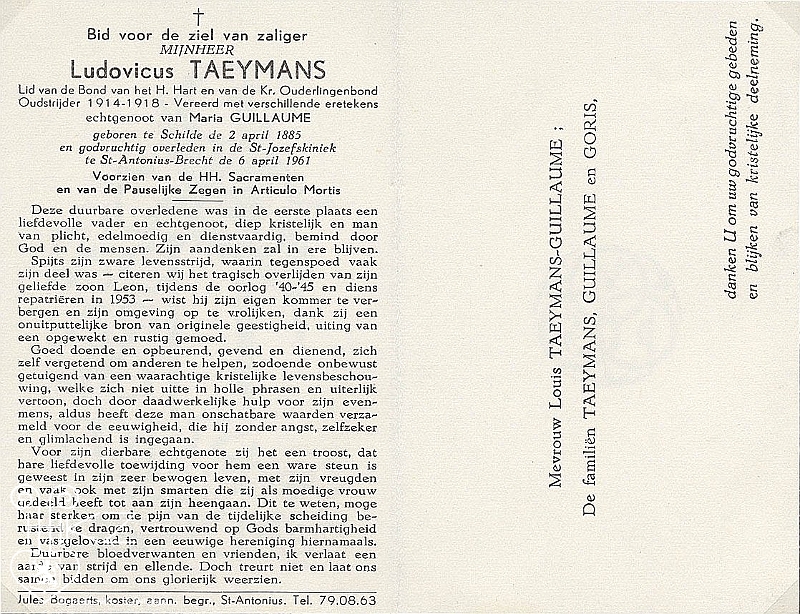 Bid voor de ziel van zaliger
MIJNHEER
Ludovicus TAEYMANS
Lid van de Bond van het H. Hart en van de Kr. Ouderlingenbond
Oudstrijder 1914-1918 - Vereerd met verschillende eretekens
echtgenoot van Maria GUILLAUME
geboren te Schilde de 2 april 1885
en godvruchtig overleden in de St-Jozefskliniek
te St-Antonius-Brecht de 6 april 1961
Voorzien van de HH. Sacramenten
en van de Pauselijke Zegen in Articulo Mortis
Deze duurbare overledene was in de eerste plaats een
liefdevolle vader en echtgenoot, diep kristelijk en man
van plicht, edelmoedig en dienstvaardig, bemind door
God en de mensen. Zijn aandenken zal in ere blijven.
Spijts zijn zware levensstrijd, waarin tegenspoed vaak
zijn deel was — citeren wij het tragisch overlijden van zijn
geliefde zoon Leon, tijdens de oorlog '40-'45 en diens
repatriëren in 1953 — wist hij zijn eigen kommer te ver-
bergen en zijn omgeving op te vrolijken, dank zij een
onuitputtelijke bron van originele geestigheid, uiting van
een opgewekt en rustig gemoed.
Goed doende en opbeurend, gevend en dienend, zich
zelf vergetend om anderen te helpen, zodoende onbewust
getuigend van een waarachtige kristelijke levensbeschou-
wing, welke zich niet uitte in holle phrasen en uiterlijk
vertoon, doch door daadwerkelijke hulp voor zijn even-
mens, aldus heeft deze man onschatbare waarden verza-
meld voor de eeuwigheid, die hij zonder angst, zelfzeker
en glimlachend is ingegaan.
Voor zijn dierbare echtgenote zij het een troost, dat
hare liefdevolle toewijding voor hem een ware steun is
geweest in zijn zeer bewogen leven, met zijn vreugden
en vaak ook met zijn smarten die zij als moedige vrouw
gedeeld heeft tot aan zijn heengaan. Dit te weten, moge
haar sterken om de pijn van de tijdelijke scheiding be-
rustend te dragen, vertrouwend op Gods barmhartigheid
en vastgelovend in een eeuwige hereniging hiernamaals.
Duurbare bloedverwanten en vrienden, ik verlaat een
aarde van strijd en ellende. Doch treurt niet en laat ons
samen bidden om ons glorierijk weerzien.
Jules Bogaerts, koster, aann. begr., St-Antonius. Tel. 79.08.63
Mevrouw Louis TAEYMANS-GUILLAUME ;
De familiën TAEYMANS, GUILLAUME en GORIS,
danken U om uw godvruchtige gebeden
en blijken van kristelijke deelneming.